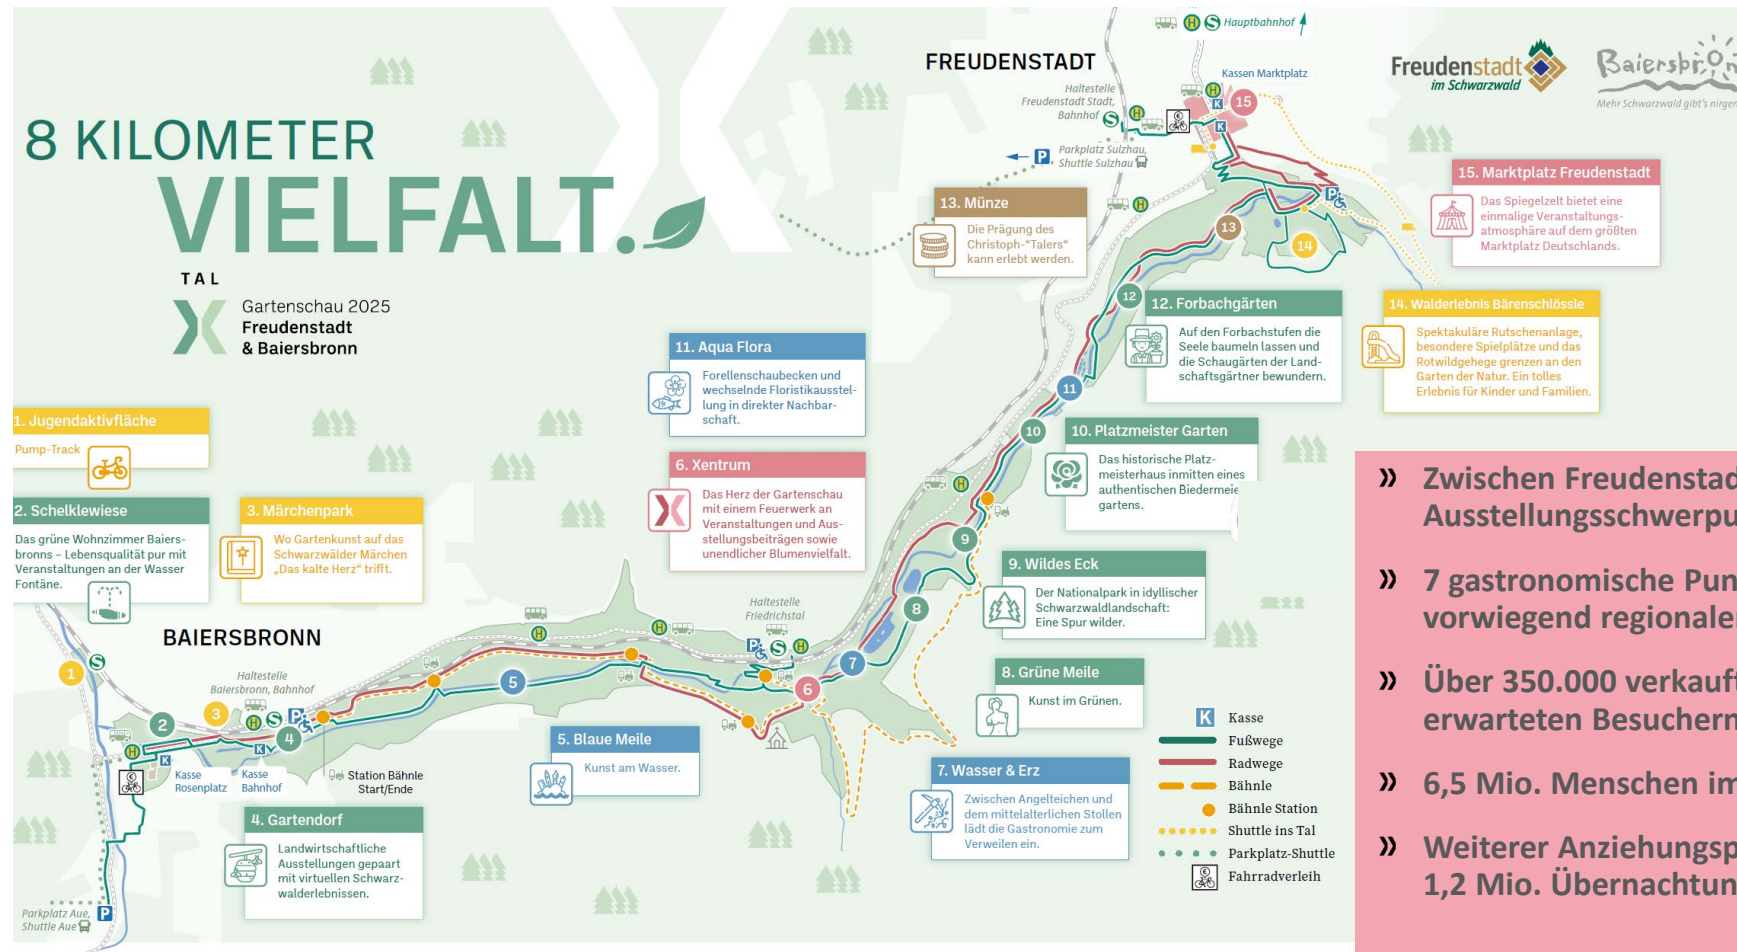 8 KILOMETER
VIELFALT.
TAL
Gartenschau 2025
Freudenstadt
& Baiersbronn
Hauptbahnhof
FREUDENSTADT
Kassen Marktplatz
Haltestelle
Freudenstadt Stadt,
Bahnhof
Parkplatz Sulzhau,
Shuttle Sulzhau
Freudenstadt
im Schwarzwald
Baiersbron
Mehr Schwarzwald gibt's nirgen
15. Marktplatz Freudenstadt
Das Spiegelzelt bietet eine
einmalige Veranstaltungs-
atmosphäre auf dem größten
Marktplatz Deutschlands.
13. Münze
Die Prägung des
Christoph-"Talers"
kann erlebt werden.
14. Walderlebnis Bärenschlössle
Spektakuläre Rutschenanlage,
besondere Spielplätze und das
Rotwildgehege grenzen an den
Garten der Natur. Ein tolles
Erlebnis für Kinder und Familien.
12. Forbachgärten
Auf den Forbachstufen die
Seele baumeln lassen und
die Schaugärten der Land-
schaftsgärtner bewundern.
11. Aqua Flora
Forellenschaubecken und
wechselnde Floristikausstel-
lung in direkter Nachbar-
schaft.
10. Platzmeister Garten
Das historische Platz-
meisterhaus inmitten eines
authentischen Biedermeie
gartens.
6. Xentrum
Das Herz der Gartenschau
mit einem Feuerwerk an
Veranstaltungen und Aus-
stellungsbeiträgen sowie
unendlicher Blumenvielfalt.
1. Jugendaktivfläche
Pump-Track
2. Schelklewiese
Das grüne Wohnzimmer Baiers-
bronns – Lebensqualität pur mit
Veranstaltungen an der Wasser
Fontäne.
3. Märchenpark
Wo Gartenkunst auf das
Schwarzwälder Märchen
„Das kalte Herz“ trifft.
9. Wildes Eck
Der Nationalpark in idyllischer
Schwarzwaldlandschaft:
Eine Spur wilder.
8. Grüne Meile
Kunst im Grünen.
7. Wasser & Erz
Zwischen Angelteichen und
dem mittelalterlichen Stollen
lädt die Gastronomie zum
Verweilen ein.
5. Blaue Meile
Kunst am Wasser.
4. Gartendorf
Landwirtschaftliche
Ausstellungen gepaart
mit virtuellen Schwarz-
walderlebnissen.
BAIERSBRONN
Haltestelle
Baiersbronn, Bahnhof
Haltestelle
Friedrichstal
Kasse
Rosenplatz
Kasse
Bahnhof
Station Bähnle
Start/Ende
Parkplatz Aue,
Shuttle Aue
P
1
2
3
4
5
6
7
8
9
10
11
12
13
14
15
K Kasse
Fußwege
Radwege
Bähnle
Bähnle Station
Shuttle ins Tal
Parkplatz-Shuttle
Fahrradverleih
» Zwischen Freudenstad
Ausstellungsschwerpu
» 7 gastronomische Pun
vorwiegend regionale
» Über 350.000 verkauft
erwarteten Besuchern
» 6,5 Mio. Menschen im
» Weiterer Anziehungsp
1,2 Mio. Übernachtun